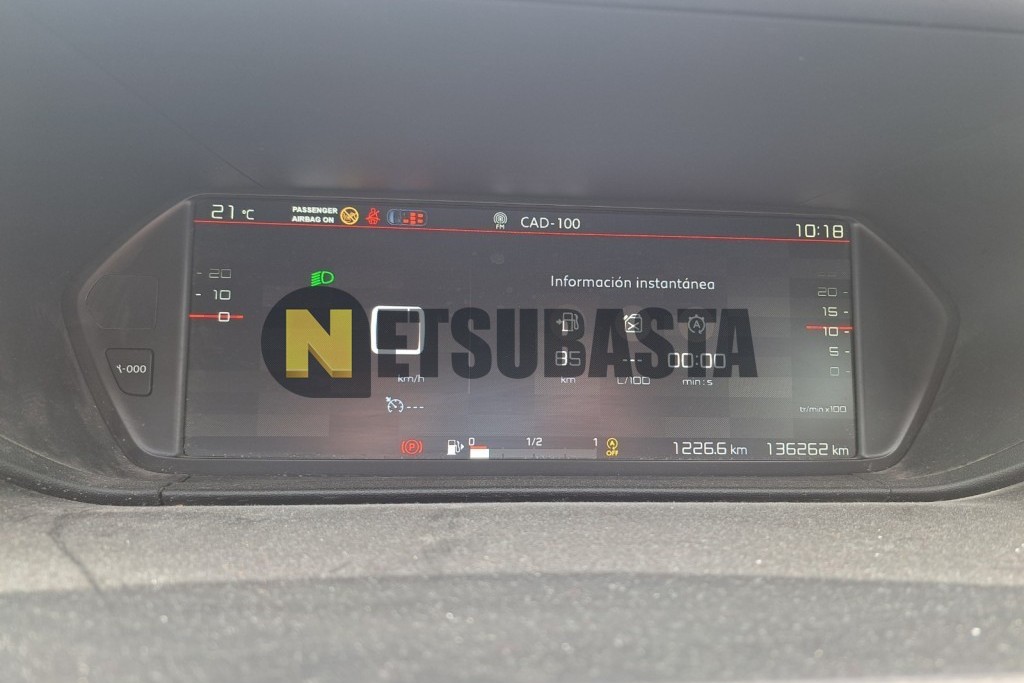 21 °C
PASSENGER
AIRBAG ON
FM
CAD-100
10:18
20
10
0
Información instantánea
20
15
10
5
0
NETSUBASTA
85
---
00:00
km/h
km
L/100
min:s
---
tr/min x100
\-000
P
0
1/2
1
A
OFF
1226.6 km
136262 km